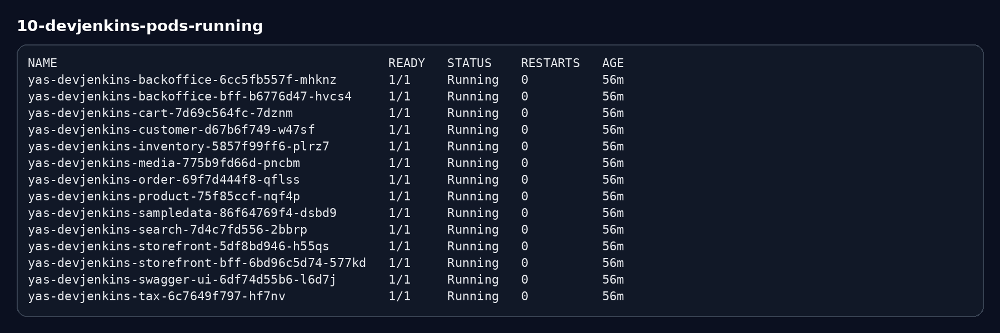 10-devjenkins-pods-running
NAME READY STATUS RESTARTS AGE
yas-devjenkins-backoffice-6cc5fb557f-mhknz 1/1 Running 0 56m
yas-devjenkins-backoffice-bff-b6776d47-hvcs4 1/1 Running 0 56m
yas-devjenkins-cart-7d69c564fc-7dznm 1/1 Running 0 56m
yas-devjenkins-customer-d67b6f749-w47sf 1/1 Running 0 56m
yas-devjenkins-inventory-5857f99ff6-plrz7 1/1 Running 0 56m
yas-devjenkins-media-775b9fd66d-pncbm 1/1 Running 0 56m
yas-devjenkins-order-69f7d444f8-qflss 1/1 Running 0 56m
yas-devjenkins-product-75f85ccf-nqf4p 1/1 Running 0 56m
yas-devjenkins-sampledata-86f64769f4-dsbd9 1/1 Running 0 56m
yas-devjenkins-search-7d4c7fd556-2bbrp 1/1 Running 0 56m
yas-devjenkins-storefront-5df8bd946-h55qs 1/1 Running 0 56m
yas-devjenkins-storefront-bff-6bd96c5d74-577kd 1/1 Running 0 56m
yas-devjenkins-swagger-ui-6df74d55b6-l6d7j 1/1 Running 0 56m
yas-devjenkins-tax-6c7649f797-hf7nv 1/1 Running 0 56m